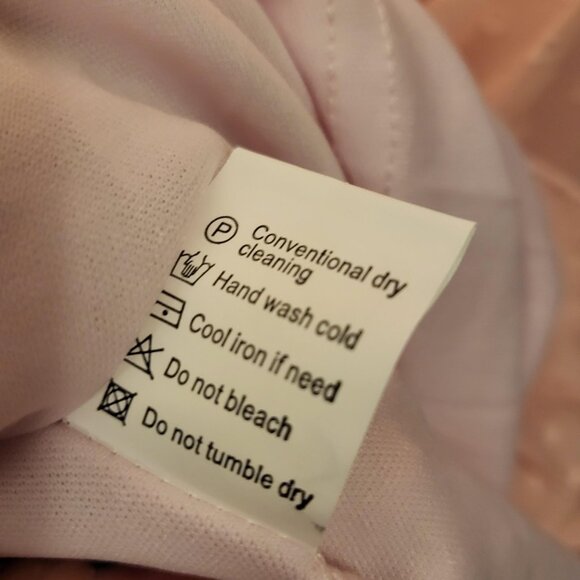 P Conventional dry
cleaning
Hand wash cold
Cool iron if need
Do not bleach
Do not tumble dry